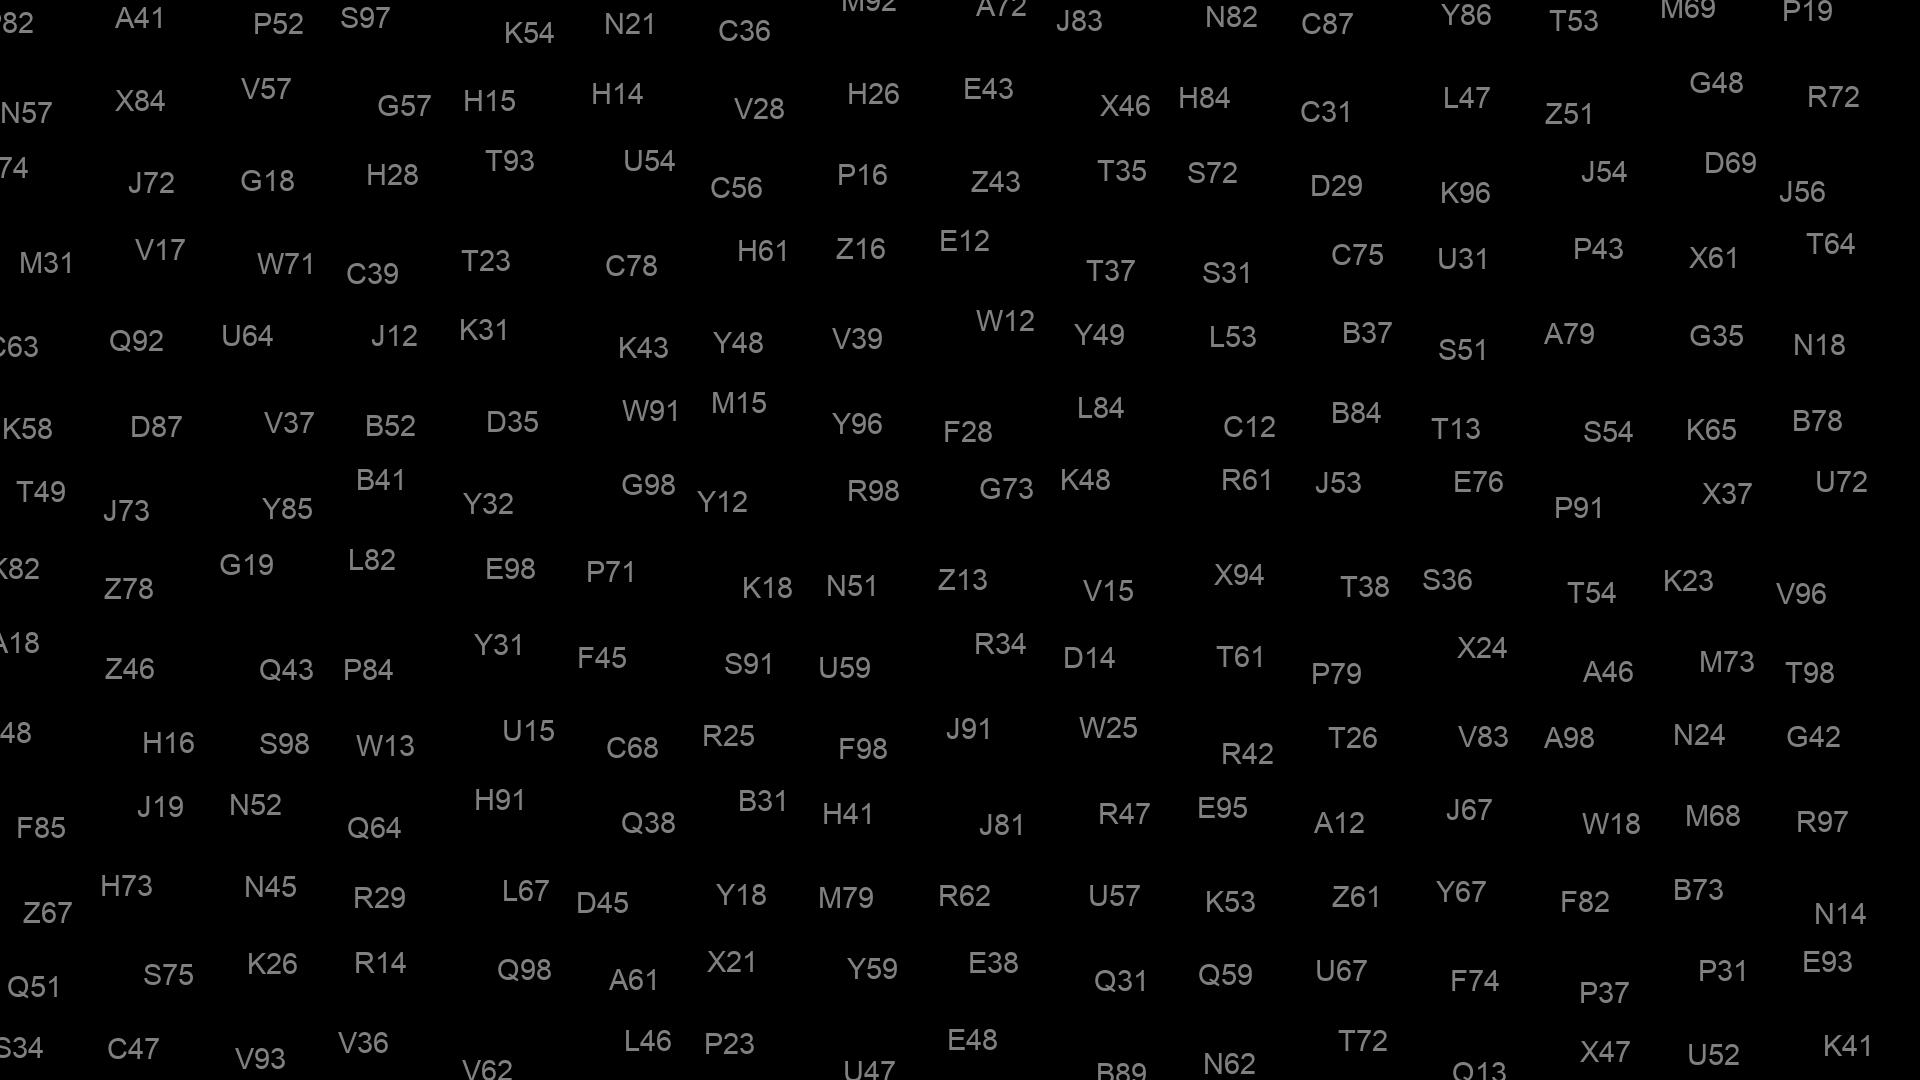 82 A41 P52 S97 K54 N21 C36 M92 A72 J83 N82 C87 Y86 T53 M69 P19
N57 X84 V57 G57 H15 H14 V28 H26 E43 X46 H84 C31 L47 Z51 G48 R72
74 J72 G18 H28 T93 U54 C56 P16 Z43 T35 S72 D29 K96 J54 D69 J56
M31 V17 W71 C39 T23 C78 H61 Z16 E12 T37 S31 C75 U31 P43 X61 T64
C63 Q92 U64 J12 K31 K43 Y48 V39 W12 Y49 L53 B37 S51 A79 G35 N18
K58 D87 V37 B52 D35 W91 M15 Y96 F28 L84 C12 B84 T13 S54 K65 B78
T49 J73 Y85 B41 Y32 G98 Y12 R98 G73 K48 R61 J53 E76 P91 X37 U72
K82 Z78 G19 L82 E98 P71 K18 N51 Z13 V15 X94 T38 S36 T54 K23 V96
A18 Z46 Q43 P84 Y31 F45 S91 U59 R34 D14 T61 P79 X24 A46 M73 T98
48 H16 S98 W13 U15 C68 R25 F98 J91 W25 R42 T26 V83 A98 N24 G42
F85 J19 N52 Q64 H91 Q38 B31 H41 J81 R47 E95 A12 J67 W18 M68 R97
Z67 H73 N45 R29 L67 D45 Y18 M79 R62 U57 K53 Z61 Y67 F82 B73 N14
Q51 S75 K26 R14 Q98 A61 X21 Y59 E38 Q31 Q59 U67 F74 P37 P31 E93
S34 C47 V93 V36 V62 L46 P23 U47 E48 B89 N62 T72 Q13 X47 U52 K41